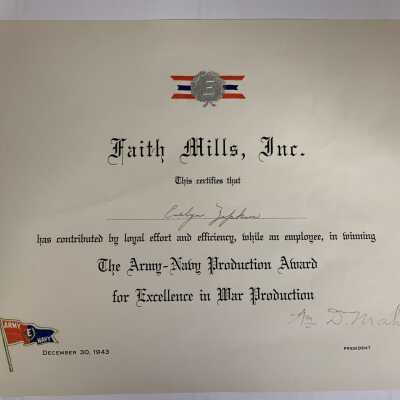 E
Faith Mills, Inc.
This certifies that
Evelyn
has contributed by loyal effort and efficiency, while an employee, in winning
The Army-Navy Production Award
for Excellence in War Production
D.
ARMY E NAVY
DECEMBER 30, 1943
PRESIDENT